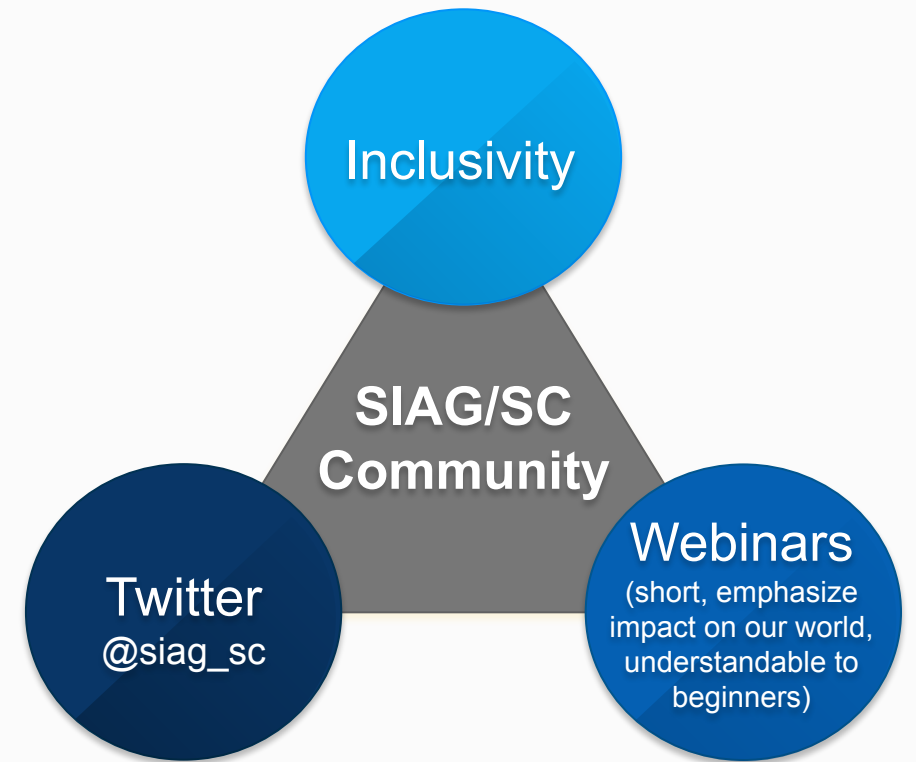 Inclusivity
SIAG/SC
Community
Twitter
@siag_sc
Webinars
(short, emphasize
impact on our world,
understandable to
beginners)